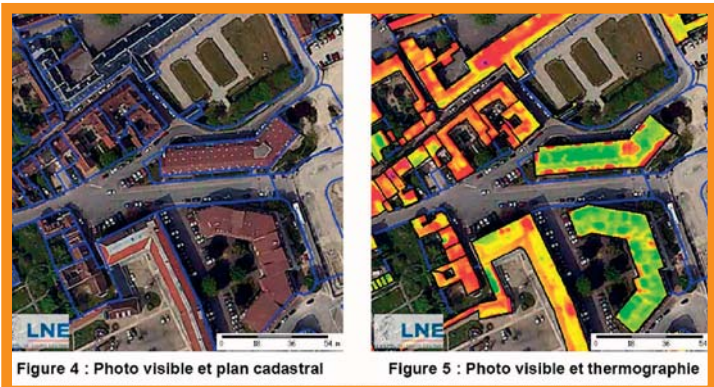 LNE
0 18 36 54 m
Figure 4 : Photo visible et plan cadastral
LNE
0 18 36 54
Figure 5 : Photo visible et thermographie